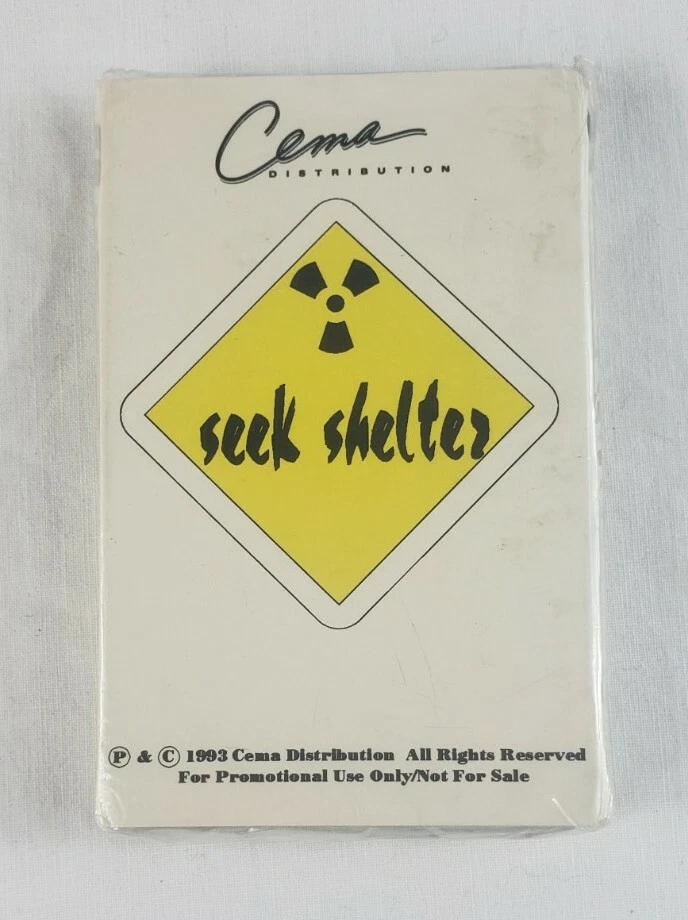 Cema
DISTRIBUTION
seek shelter
Ⓟ & Ⓒ 1993 Cema Distribution All Rights Reserved
For Promotional Use Only/Not For Sale